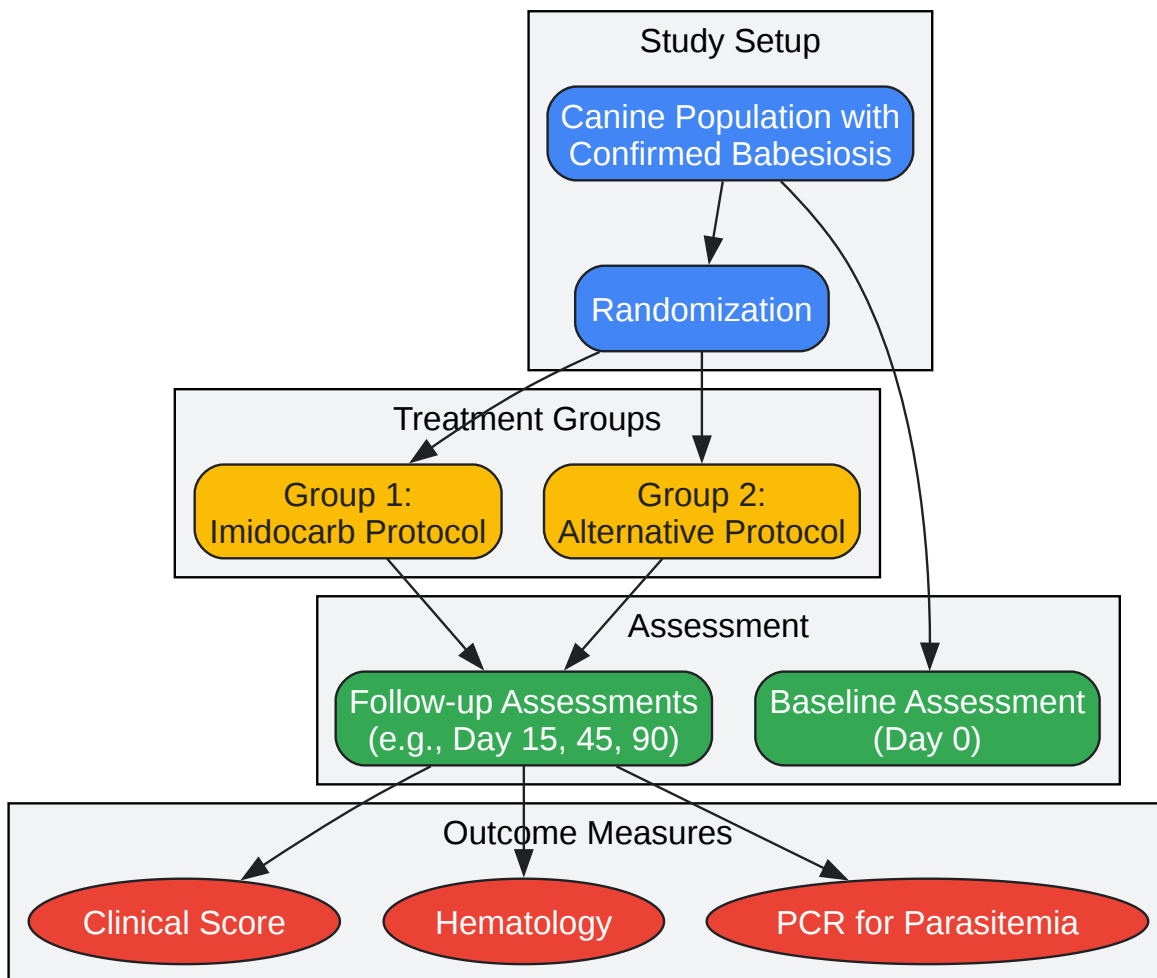 Study Setup
Canine Population with
Confirmed Babesiosis
Randomization
Treatment Groups
Group 1:
Imidocarb Protocol
Group 2:
Alternative Protocol
Assessment
Follow-up Assessments
(e.g., Day 15, 45, 90)
Baseline Assessment
(Day 0)
Outcome Measures
Clinical Score
Hematology
PCR for Parasitemia